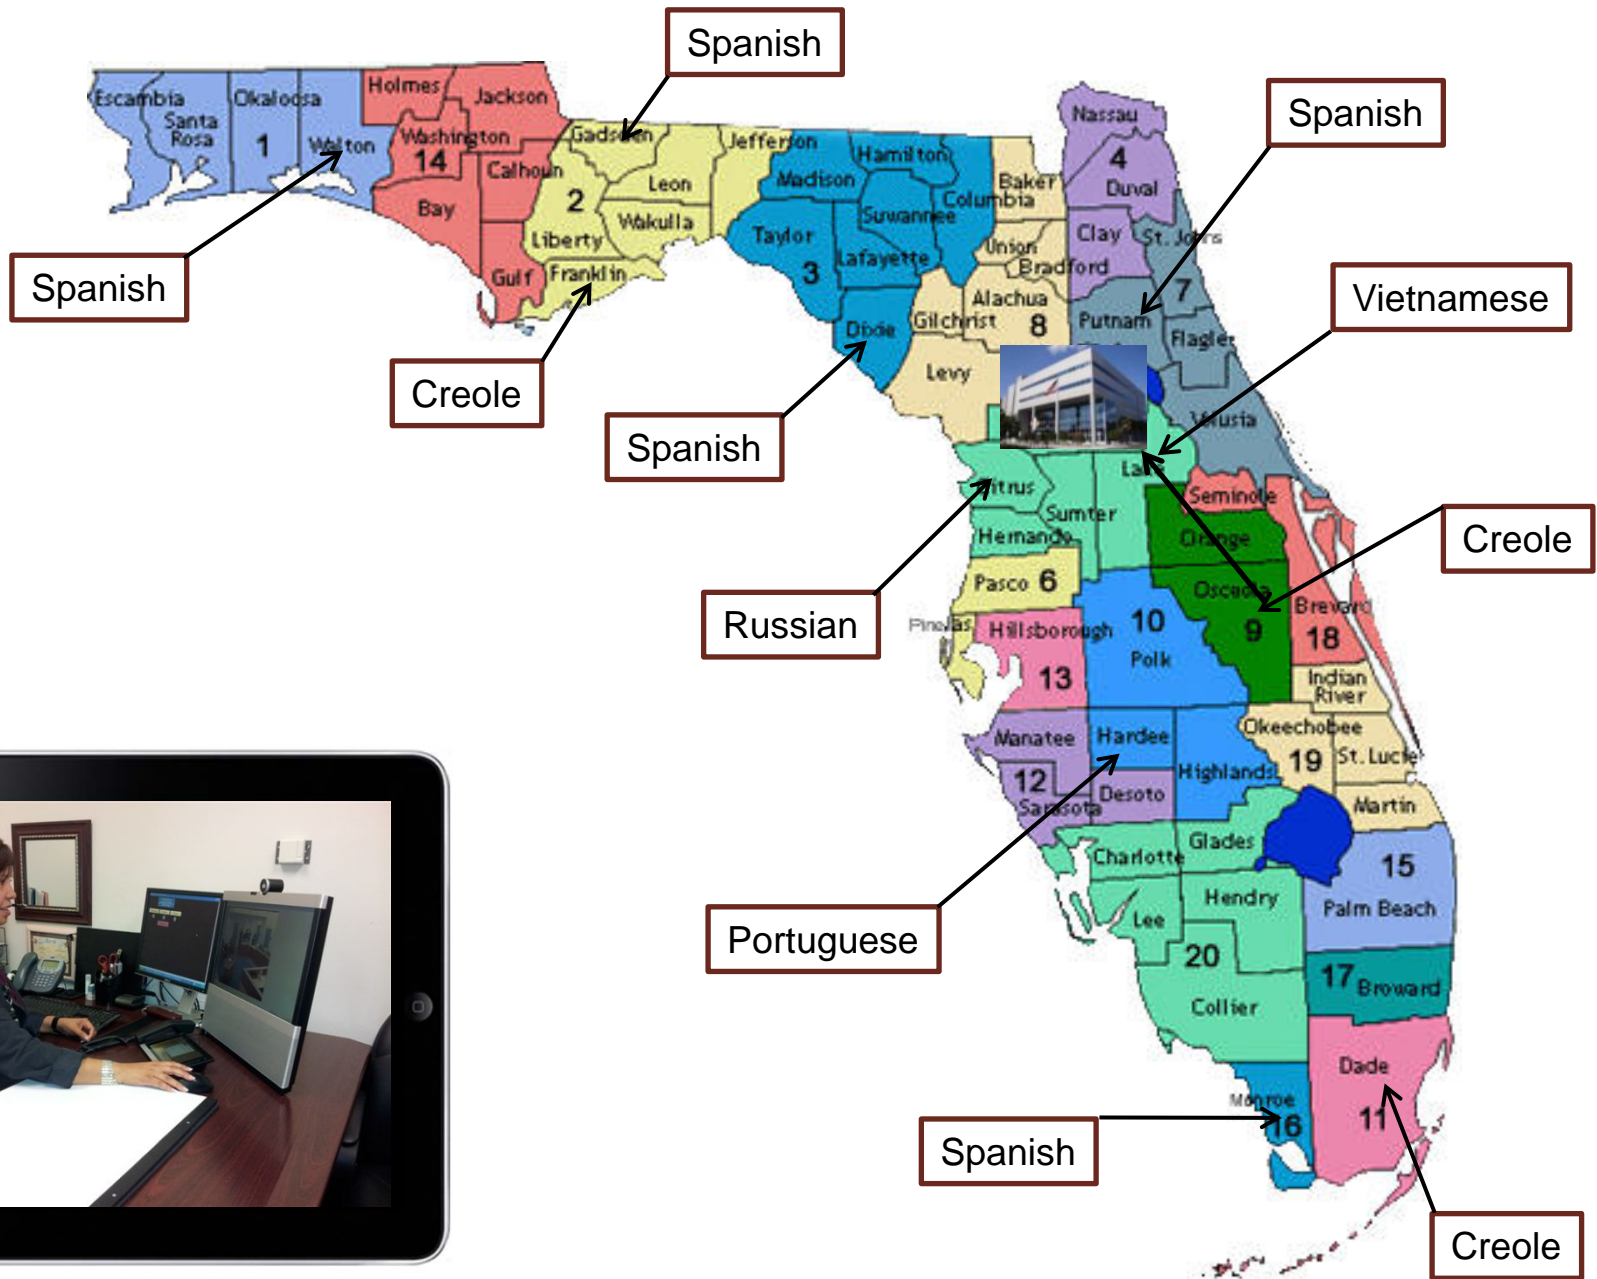 Spanish
Spanish
Spanish
Creole
Spanish
Vietnamese
Creole
Russian
Portuguese
Spanish
Creole
Escambia
Santa
Rosa
Okaloosa
1
Walton
Holmes
Jackson
Washington
14
Calhoun
Bay
Gulf
Gadsden
Leon
Jefferson
2
Liberty
Wakulla
Franklin
Madison
Hamilton
Suwannee
Columbia
Taylor
3
Lafayette
Dixie
Baker
Union
Bradford
Alachua
8
Gilchrist
Levy
Nassau
4
Duval
Clay
St. Johns
7
Putnam
Flagler
Volusia
Lake
Citrus
Sumter
Hernando
Seminole
Orange
Osceola
9
Brevard
18
Pasco 6
Pinellas
Hillsborough
13
10
Polk
Indian
River
Manatee
Hardee
Highlands
Okeechobee
19
St. Lucie
12
Sarasota
Desoto
Martin
Charlotte
Glades
15
Palm Beach
Lee
Hendry
20
Collier
17 Broward
Dade
11
Monroe
16